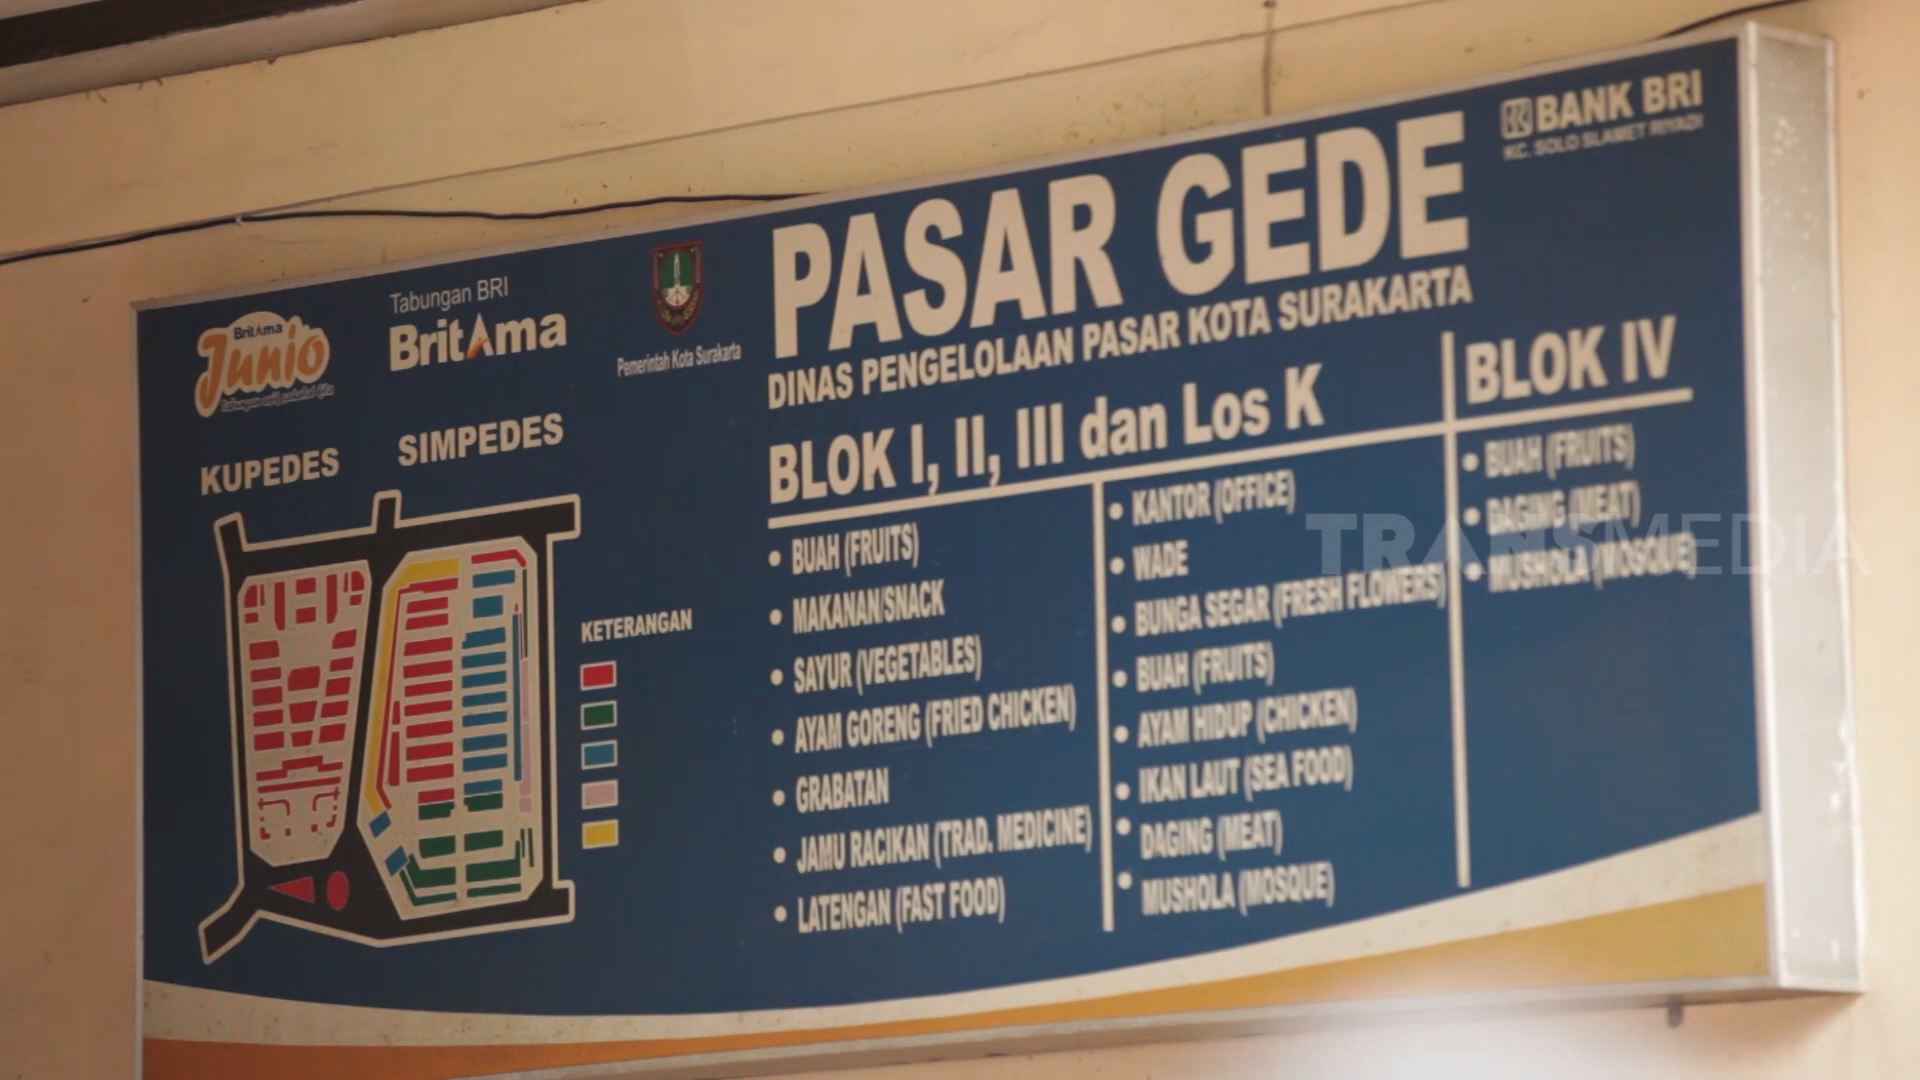 BANK BRI
KC. SOLO SLAMET RIYADI
PASAR GEDE
DINAS PENGELOLAAN PASAR KOTA SURAKARTA
BritAma
Junio
Tabungan BRI
BritAma
Pemerintah Kota Surakarta
KUPEDES
SIMPEDES
KETERANGAN
BLOK I, II, III dan Los K
• BUAH (FRUITS)
• MAKANAN/SNACK
• SAYUR (VEGETABLES)
• AYAM GORENG (FRIED CHICKEN)
• GRABATAN
• JAMU RACIKAN (TRAD. MEDICINE)
• LATENGAN (FAST FOOD)
• KANTOR (OFFICE)
• WADE
• BUNGA SEGAR (FRESH FLOWERS)
• BUAH (FRUITS)
• AYAM HIDUP (CHICKEN)
• IKAN LAUT (SEA FOOD)
• DAGING (MEAT)
• MUSHOLA (MOSQUE)
BLOK IV
• BUAH (FRUITS)
• DAGING (MEAT)
• MUSHOLA (MOSQUE)
TRANSMEDIA